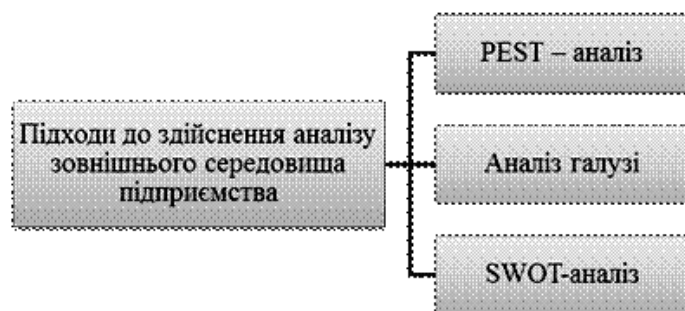 Підходи до здійснення аналізу
зовнішнього середовища
підприємства
PEST – аналіз
Аналіз галузі
SWOT-аналіз